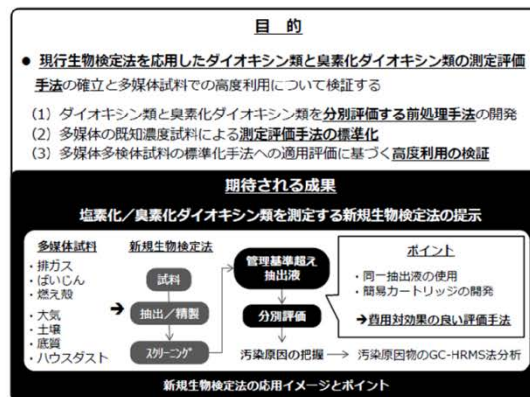 目 的
● 現行生物検定法を応用したダイオキシン類と臭素化ダイオキシン類の測定評価
手法の確立と多媒体試料での高度利用について検証する
(1) ダイオキシン類と臭素化ダイオキシン類を分別評価する前処理手法の開発
(2) 多媒体の既知濃度試料による測定評価手法の標準化
(3) 多媒体多検体試料の標準化手法への適用評価に基づく高度利用の検証
期待される成果
塩素化/臭素化ダイオキシン類を測定する新規生物検定法の提示
多媒体試料
・排ガス
・ばいじん
・燃え殻
・大気
・土壌
・底質
・ハウスダスト
➔
新規生物検定法
試料
抽出/精製
スクリーニング
管理基準超え
抽出液
分別評価
汚染原因の把握 → 汚染原因物のGC-HRMS法分析
ポイント
・同一抽出液の使用
・簡易カートリッジの開発
➔費用対効果の良い評価手法
新規生物検定法の応用イメージとポイント